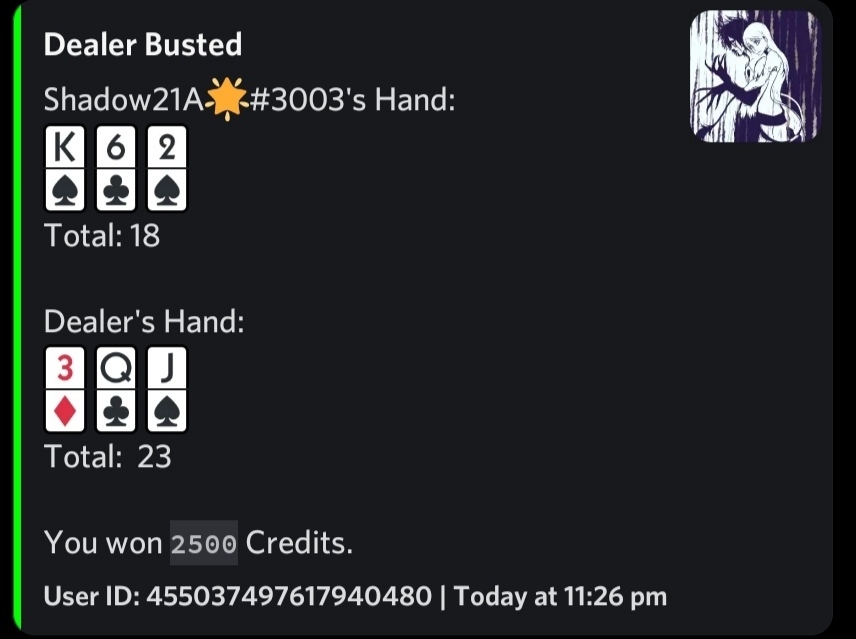 Dealer Busted
Shadow21A🌟#3003's Hand:
K 6 2
♠ ♣ ♠
Total: 18
Dealer's Hand:
3 Q J
♦ ♣ ♠
Total: 23
You won 2500 Credits.
User ID: 455037497617940480 | Today at 11:26 pm